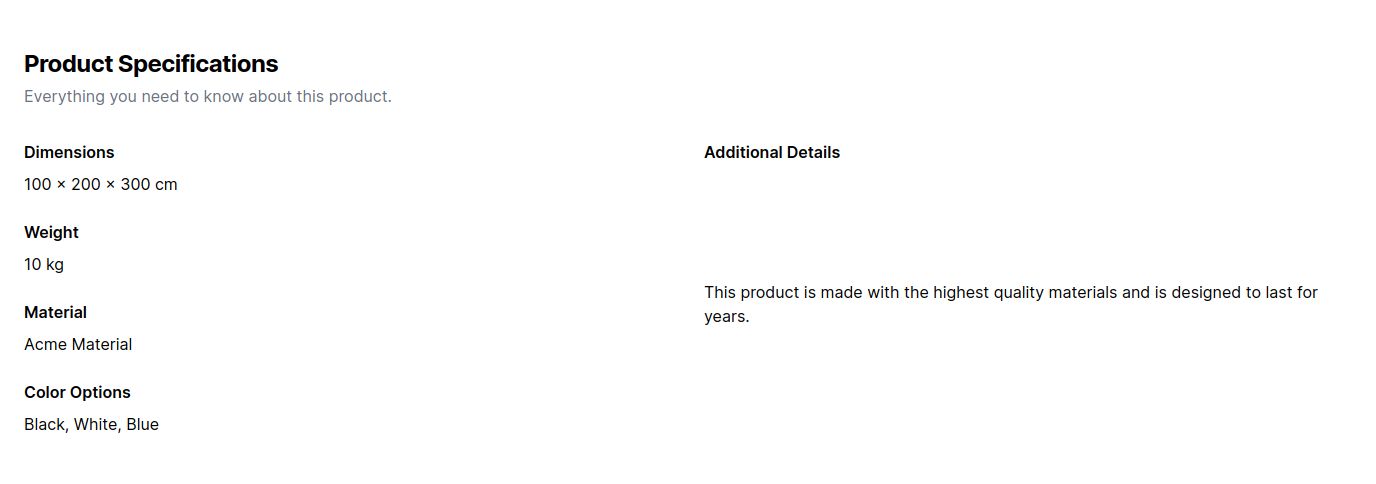 Product Specifications
Everything you need to know about this product.
Dimensions
100 × 200 × 300 cm
Weight
10 kg
Material
Acme Material
Color Options
Black, White, Blue
Additional Details
This product is made with the highest quality materials and is designed to last for
years.